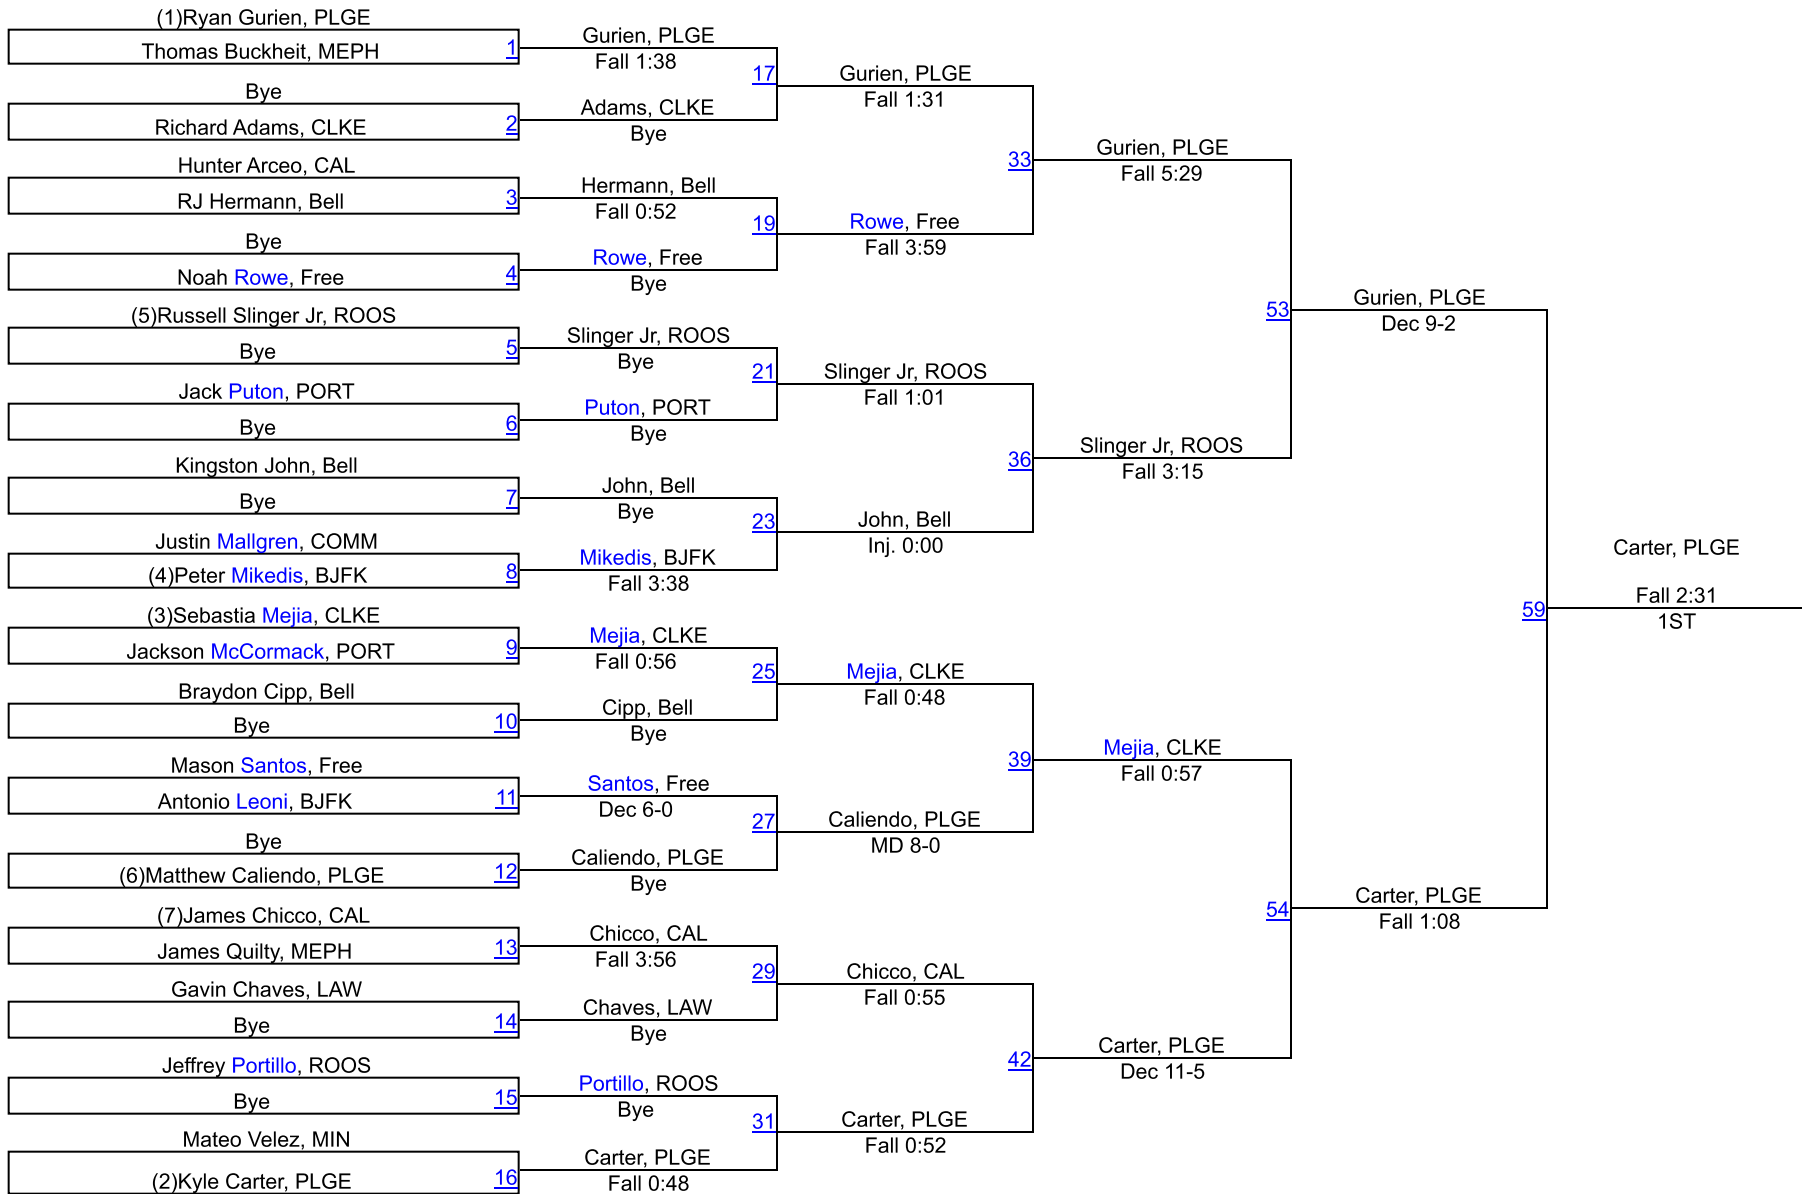 (1)Ryan Gurien, PLGE
Thomas Buckheit, MEPH
1
Bye
Richard Adams, CLKE
2
Hunter Arceo, CAL
RJ Hermann, Bell
3
Bye
Noah Rowe, Free
4
(5)Russell Slinger Jr, ROOS
Bye
5
Jack Puton, PORT
Bye
6
Kingston John, Bell
Bye
7
Justin Mallgren, COMM
(4)Peter Mikedis, BJFK
8
(3)Sebastia Mejia, CLKE
Jackson McCormack, PORT
9
Braydon Cipp, Bell
Bye
10
Mason Santos, Free
Antonio Leoni, BJFK
11
Bye
(6)Matthew Caliendo, PLGE
12
(7)James Chicco, CAL
James Quilty, MEPH
13
Gavin Chaves, LAW
Bye
14
Jeffrey Portillo, ROOS
Bye
15
Mateo Velez, MIN
(2)Kyle Carter, PLGE
16
Gurien, PLGE
Fall 1:38
17
Adams, CLKE
Bye
Hermann, Bell
Fall 0:52
19
Rowe, Free
Bye
Slinger Jr, ROOS
Bye
21
Puton, PORT
Bye
John, Bell
Bye
23
Mikedis, BJFK
Fall 3:38
Mejia, CLKE
Fall 0:56
25
Cipp, Bell
Bye
Santos, Free
Dec 6-0
27
Caliendo, PLGE
Bye
Chicco, CAL
Fall 3:56
29
Chaves, LAW
Bye
Portillo, ROOS
Bye
31
Carter, PLGE
Fall 0:48
Gurien, PLGE
Fall 1:31
33
Rowe, Free
Fall 3:59
Slinger Jr, ROOS
Fall 1:01
36
John, Bell
Inj. 0:00
Mejia, CLKE
Fall 0:48
39
Caliendo, PLGE
MD 8-0
Chicco, CAL
Fall 0:55
42
Carter, PLGE
Fall 0:52
Gurien, PLGE
Fall 5:29
53
Slinger Jr, ROOS
Fall 3:15
Mejia, CLKE
Fall 0:57
54
Carter, PLGE
Dec 11-5
Gurien, PLGE
Dec 9-2
59
Carter, PLGE
Fall 1:08
Carter, PLGE
Fall 2:31
1ST